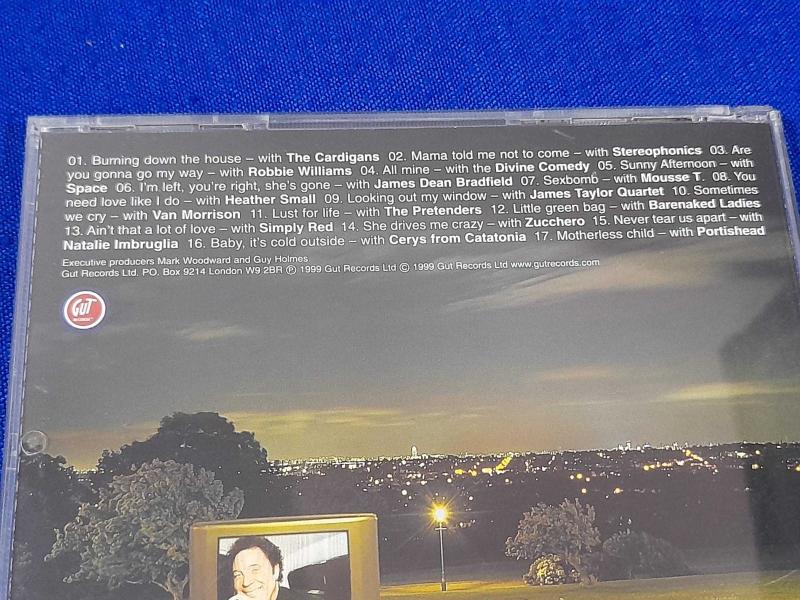 01. Burning down the house – with The Cardigans 02. Mama told me not to come – with Stereophonics 03. Are
you gonna go my way – with Robbie Williams 04. All mine – with the Divine Comedy 05. Sunny Afternoon – with
Space 06. I'm left, you're right, she's gone – with James Dean Bradfield 07. Sexbomb – with Mousse T. 08. You
need love like I do – with Heather Small 09. Looking out my window – with James Taylor Quartet 10. Sometimes
we cry – with Van Morrison 11. Lust for life – with The Pretenders 12. Little green bag – with Barenaked Ladies
13. Ain't that a lot of love – with Simply Red 14. She drives me crazy – with Zucchero 15. Never tear us apart – with
Natalie Imbruglia 16. Baby, it's cold outside – with Cerys from Catatonia 17. Motherless child – with Portishead
Executive producers Mark Woodward and Guy Holmes
Gut Records Ltd. PO. Box 9214 London W9 2BR ℗ 1999 Gut Records Ltd © 1999 Gut Records Ltd www.gutrecords.com
GUT
RECORDS